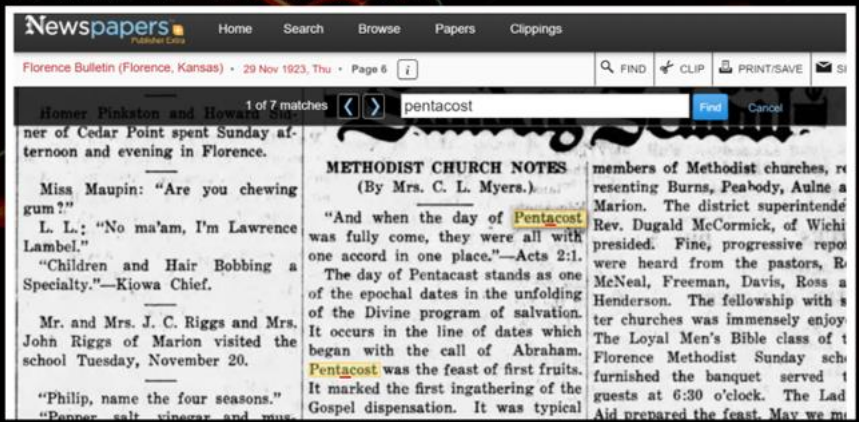 Newspapers
Publisher Extra
Home Search Browse Papers Clippings
Florence Bulletin (Florence, Kansas) • 29 Nov 1923, Thu • Page 6 i
FIND CLIP PRINT/SAVE
1 of 7 matches pentacost Find Cancel
Homer Pinkston and Howard Sid-
ner of Cedar Point spent Sunday af-
ternoon and evening in Florence.
Miss Maupin: "Are you chewing
gum?"
L. L.: "No ma'am, I'm Lawrence
Lambel."
"Children and Hair Bobbing a
Specialty."—Kiowa Chief.
Mr. and Mrs. J. C. Riggs and Mrs.
John Riggs of Marion visited the
school Tuesday, November 20.
"Philip, name the four seasons."
"Pepper, salt, vinegar and mus-
METHODIST CHURCH NOTES
(By Mrs. C. L. Myers.)
"And when the day of Pentacost
was fully come, they were all with
one accord in one place."—Acts 2:1.
The day of Pentacast stands as one
of the epochal dates in the unfolding
of the Divine program of salvation.
It occurs in the line of dates which
began with the call of Abraham.
Pentacost was the feast of first fruits.
It marked the first ingathering of the
Gospel dispensation. It was typical
members of Methodist churches, re
resenting Burns, Peabody, Aulne a
Marion. The district superintende
Rev. Dugald McCormick, of Wichi
presided. Fine, progressive repo
were heard from the pastors, R
McNeal, Freeman, Davis, Ross a
Henderson. The fellowship with s
ter churches was immensely enjoy
The Loyal Men's Bible class of t
Florence Methodist Sunday sch
furnished the banquet served t
guests at 6:30 o'clock. The Lad
Aid prepared the feast. May we m